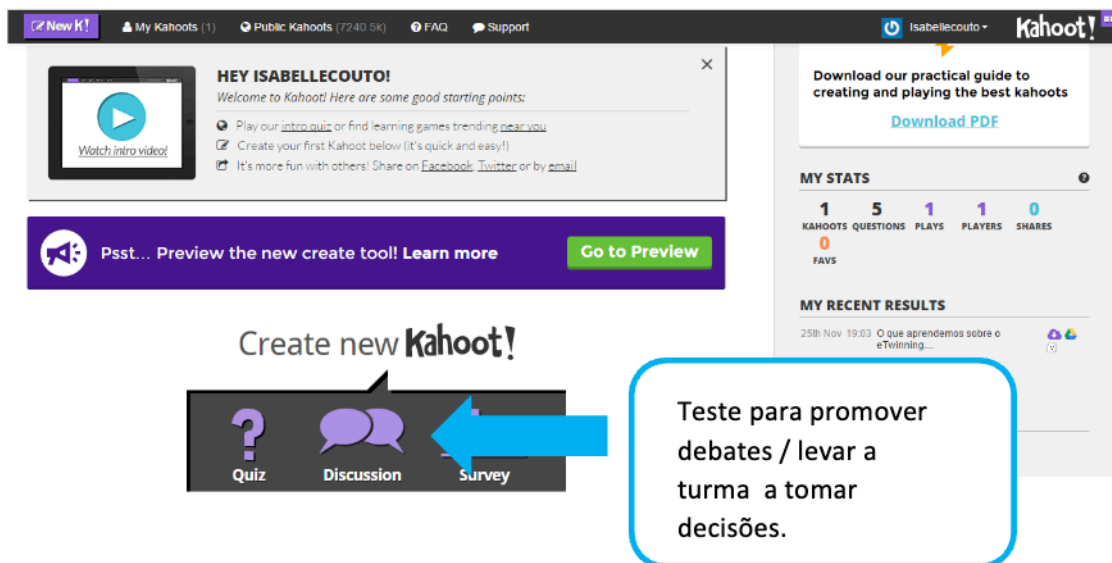 New K! My Kahoots (1) Public Kahoots (7240.5k) FAQ Support Isabellecouto Kahoot!
HEY ISABELLECOUTO!
Welcome to Kahoot! Here are some good starting points:
Play our intro quiz or find learning games trending near you
Create your first Kahoot below (it's quick and easy!)
It's more fun with others! Share on Facebook, Twitter or by email
Watch intro video!
Psst... Preview the new create tool! Learn more Go to Preview
Create new Kahoot!
Quiz Discussion Survey
Teste para promover
debates / levar a
turma a tomar
decisões.
Download our practical guide to
creating and playing the best kahoots
Download PDF
MY STATS
1 5 1 1 0
KAHOOTS QUESTIONS PLAYS PLAYERS SHARES
0
FAVS
MY RECENT RESULTS
25th Nov 19:03 O que aprendemos sobre o
eTwinning....